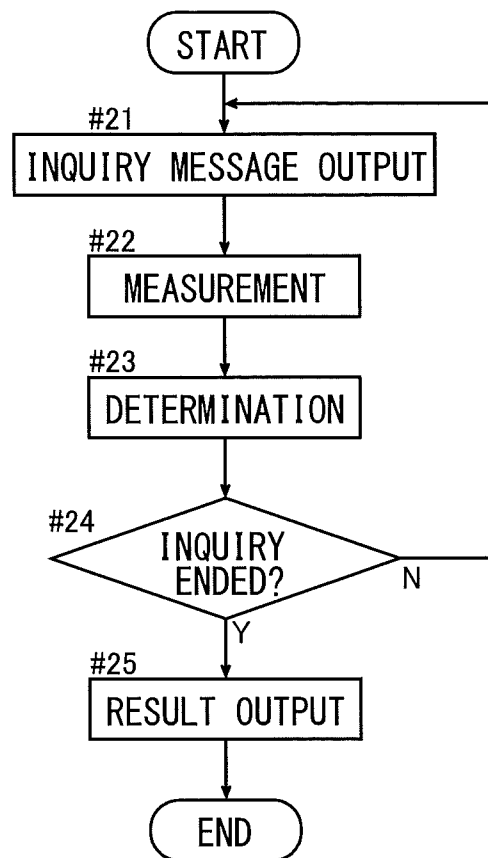 START
#21
INQUIRY MESSAGE OUTPUT
#22
MEASUREMENT
#23
DETERMINATION
#24
INQUIRY
ENDED?
N
Y
#25
RESULT OUTPUT
END